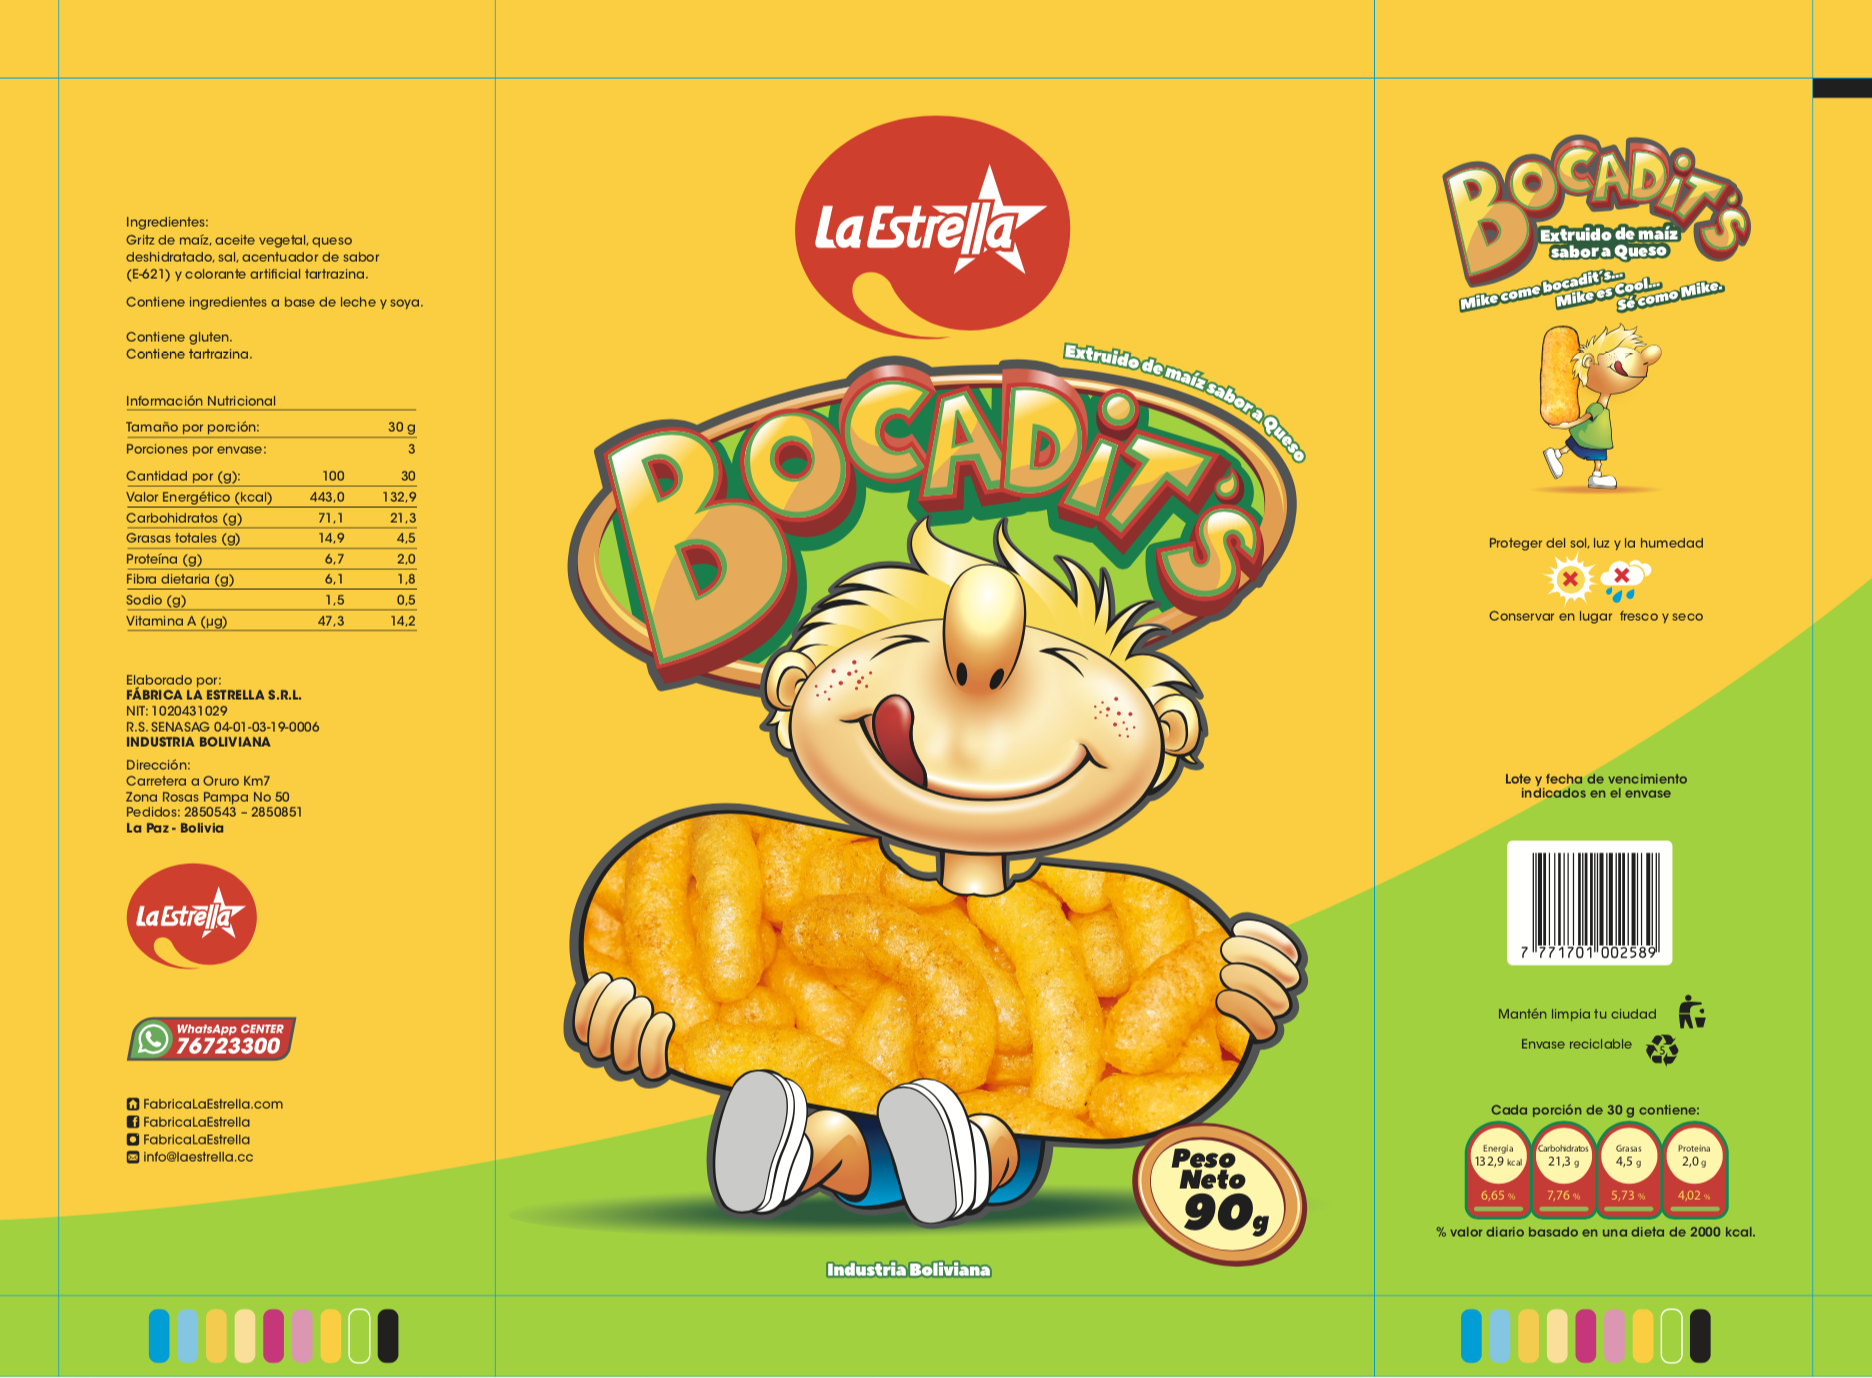 Ingredientes:
Gritz de maíz, aceite vegetal, queso
deshidratado, sal, acentuador de sabor
(E-621) y colorante artificial tartrazina.
Contiene ingredientes a base de leche y soya.
Contiene gluten.
Contiene tartrazina.
Información Nutricional
Tamaño por porción: 30 g
Porciones por envase: 3
Cantidad por (g): 100 30
Valor Energético (kcal) 443,0 132,9
Carbohidratos (g) 71,1 21,3
Grasas totales (g) 14,9 4,5
Proteína (g) 6,7 2,0
Fibra dietaria (g) 6,1 1,8
Sodio (g) 1,5 0,5
Vitamina A (µg) 47,3 14,2
Elaborado por:
FÁBRICA LA ESTRELLA S.R.L.
NIT: 1020431029
R.S. SENASAG 04-01-03-19-0006
INDUSTRIA BOLIVIANA
Dirección:
Carretera a Oruro Km7
Zona Rosas Pampa No 50
Pedidos: 2850543 – 2850851
La Paz - Bolivia
La Estrella
WhatsApp CENTER
76723300
FabricaLaEstrella.com
FabricaLaEstrella
FabricaLaEstrella
info@laestrella.cc
La Estrella
Extruido de maíz sabor a Queso
BOCADiT'S
Peso
Neto
90g
Industria Boliviana
BOCADiT'S
Extruido de maíz
sabor a Queso
Mike come bocadit's...
Mike es Cool...
Sé como Mike.
Proteger del sol, luz y la humedad
Conservar en lugar fresco y seco
Lote y fecha de vencimiento
indicados en el envase
7 771701 002589
Mantén limpia tu ciudad
Envase reciclable
5
Cada porción de 30 g contiene:
Energía Carbohidratos Grasas Proteína
132,9 kcal 21,3 g 4,5 g 2,0 g
6,65 % 7,76 % 5,73 % 4,02 %
% valor diario basado en una dieta de 2000 kcal.